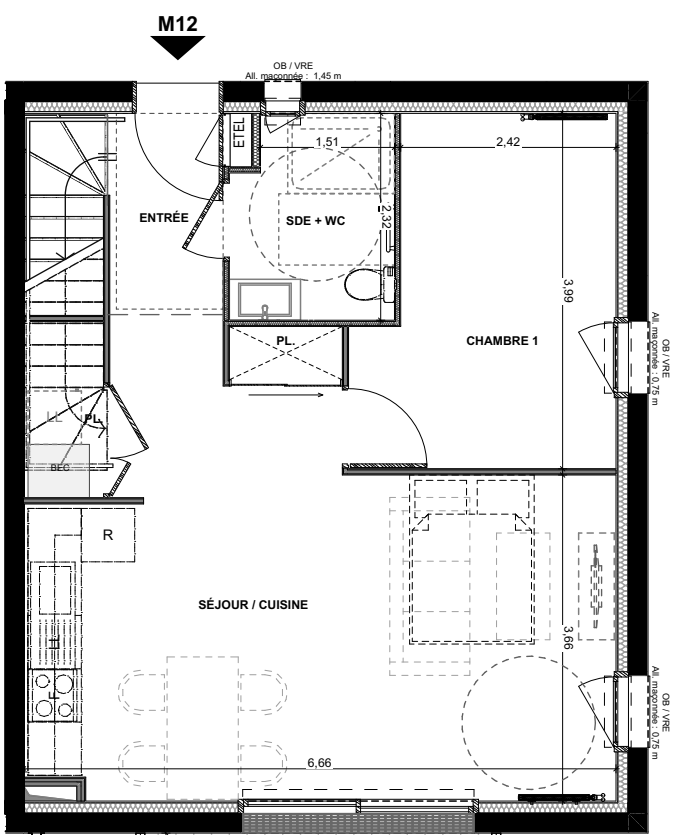 M12
OB / VRE
All. maçonnée : 1,45 m
ETEL
1,51
2,42
ENTRÉE
SDE + WC
2,32
3,99
OB / VRE
All. maçonnée : 0,75 m
PL.
CHAMBRE 1
LL
PL.
BEC
R
SÉJOUR / CUISINE
LL
F
3,66
OB / VRE
All. maçonnée : 0,75 m
6,66